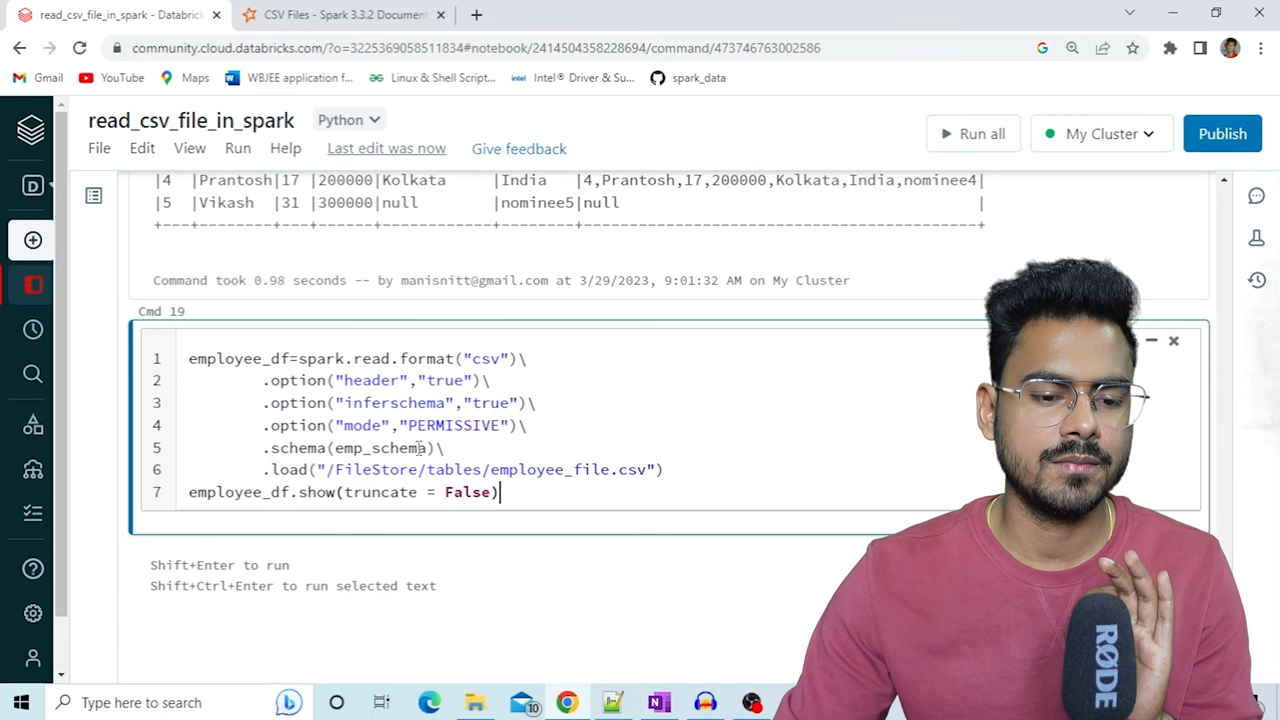 read_csv_file_in_spark - Databric
CSV Files - Spark 3.3.2 Document
community.cloud.databricks.com/?o=3225369058511834#notebook/2414504358228694/command/473746763002586
Gmail
YouTube
Maps
WBJEE application f...
Linux & Shell Script...
Intel® Driver & Su...
spark_data
read_csv_file_in_spark
Python
Run all
My Cluster
Publish
File
Edit
View
Run
Help
Last edit was now
Give feedback
|4 |Prantosh|17 |200000|Kolkata |India |4,Prantosh,17,200000,Kolkata,India,nominee4|
|5 |Vikash |31 |300000|null |nominee5|null |
+---+--------+---+------+------------+--------+-------------------------------------------+
Command took 0.98 seconds -- by manisnitt@gmail.com at 3/29/2023, 9:01:32 AM on My Cluster
Cmd 19
1 employee_df=spark.read.format("csv")\
2 .option("header","true")\
3 .option("inferschema","true")\
4 .option("mode","PERMISSIVE")\
5 .schema(emp_schema)\
6 .load("/FileStore/tables/employee_file.csv")
7 employee_df.show(truncate = False)
Shift+Enter to run
Shift+Ctrl+Enter to run selected text
RØDE
Type here to search
10